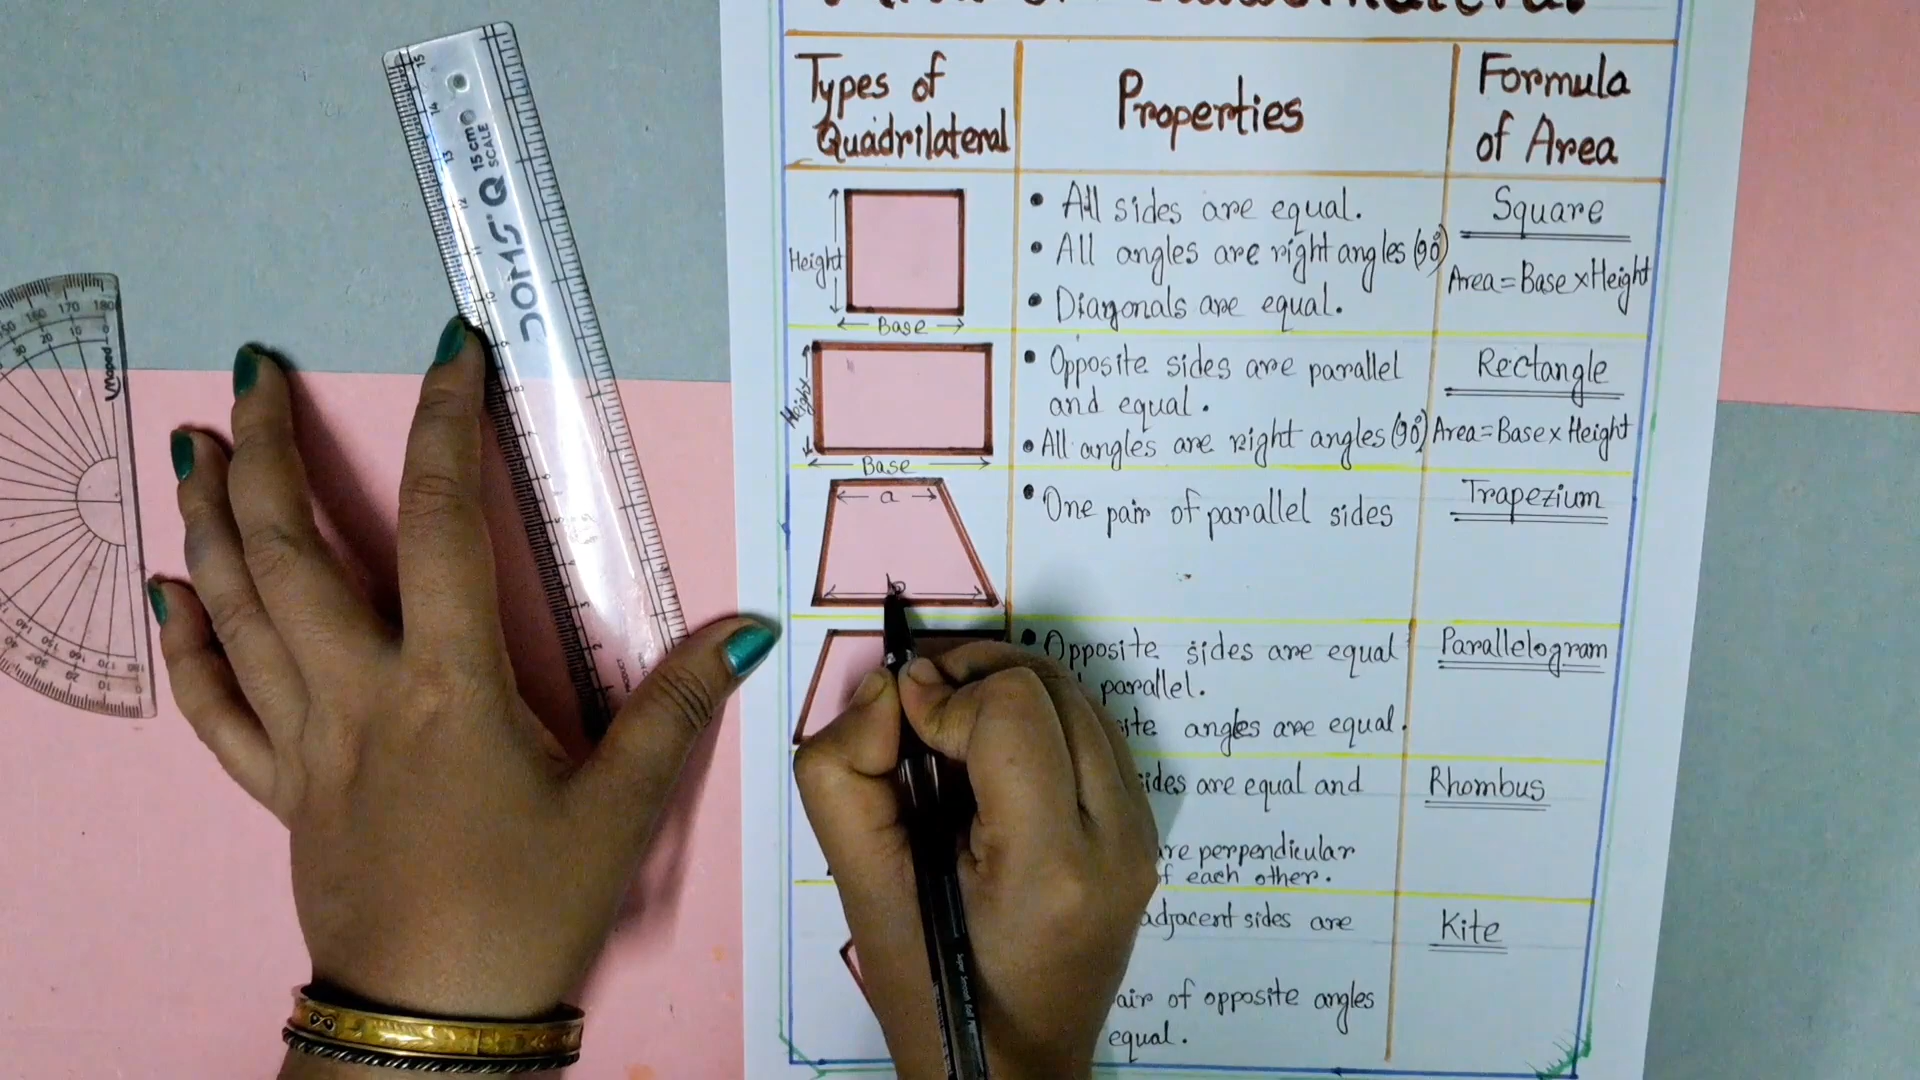 Types of
Quadrilateral
Properties
Formula
of Area
Height
Base
• All sides are equal.
• All angles are right angles (90°)
• Diagonals are equal.
Square
Area = Base x Height
Height
Base
• Opposite sides are parallel
and equal.
• All angles are right angles (90°)
Rectangle
Area = Base x Height
a
b
• One pair of parallel sides
Trapezium
• Opposite sides are equal
parallel.
angles are equal.
Parallelogram
sides are equal and
are perpendicular
of each other.
Rhombus
adjacent sides are
opposite angles
equal.
Kite
DOMS
15 cm
SCALE
Maped